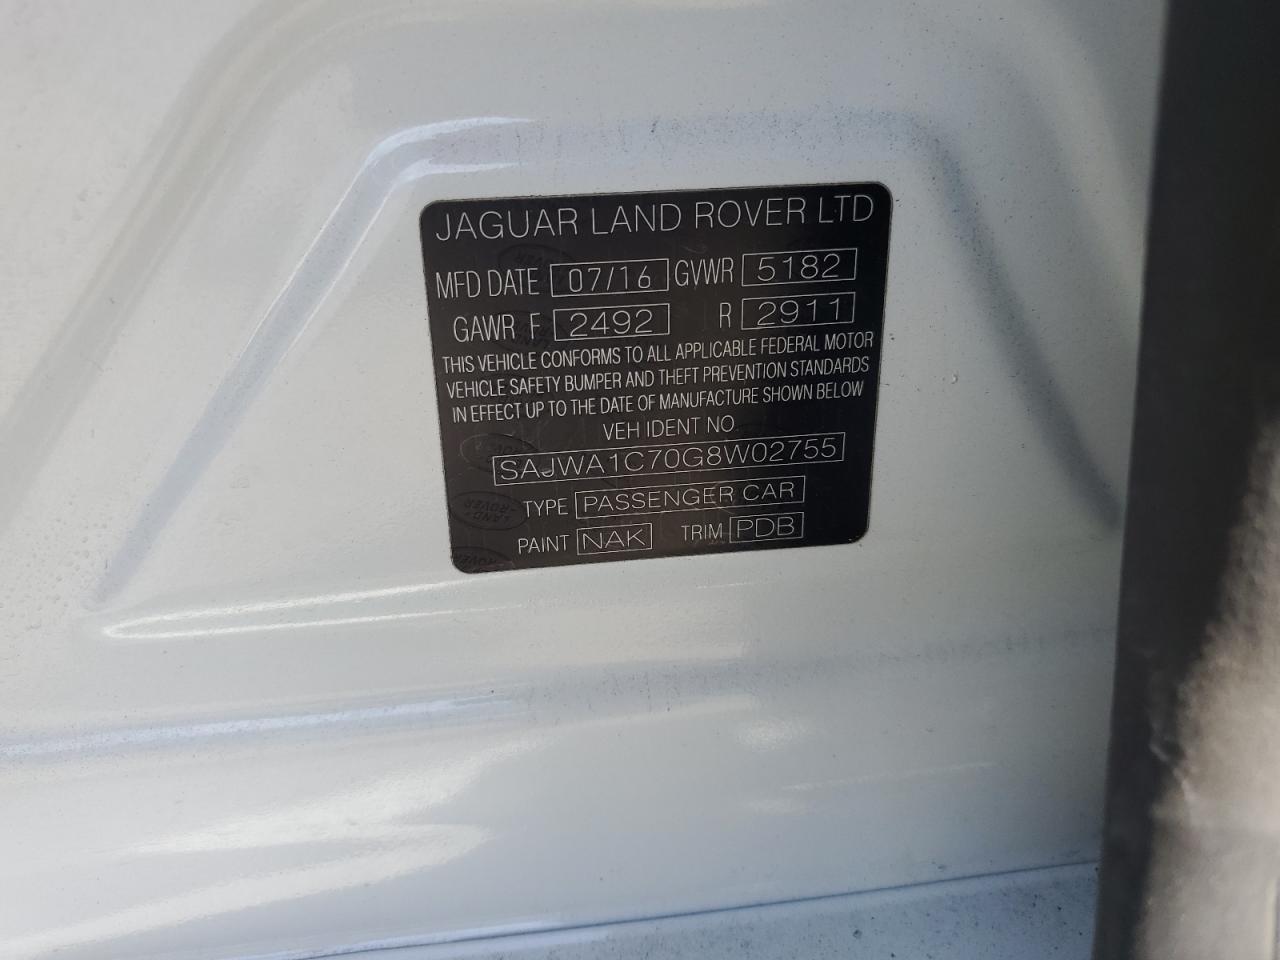 JAGUAR LAND ROVER LTD
MFD DATE 07/16 GVWR 5182
GAWR F 2492 R 2911
THIS VEHICLE CONFORMS TO ALL APPLICABLE FEDERAL MOTOR
VEHICLE SAFETY BUMPER AND THEFT PREVENTION STANDARDS
IN EFFECT UP TO THE DATE OF MANUFACTURE SHOWN BELOW
VEH IDENT NO
SAJWA1C70G8W02755
TYPE PASSENGER CAR
PAINT NAK TRIM PDB